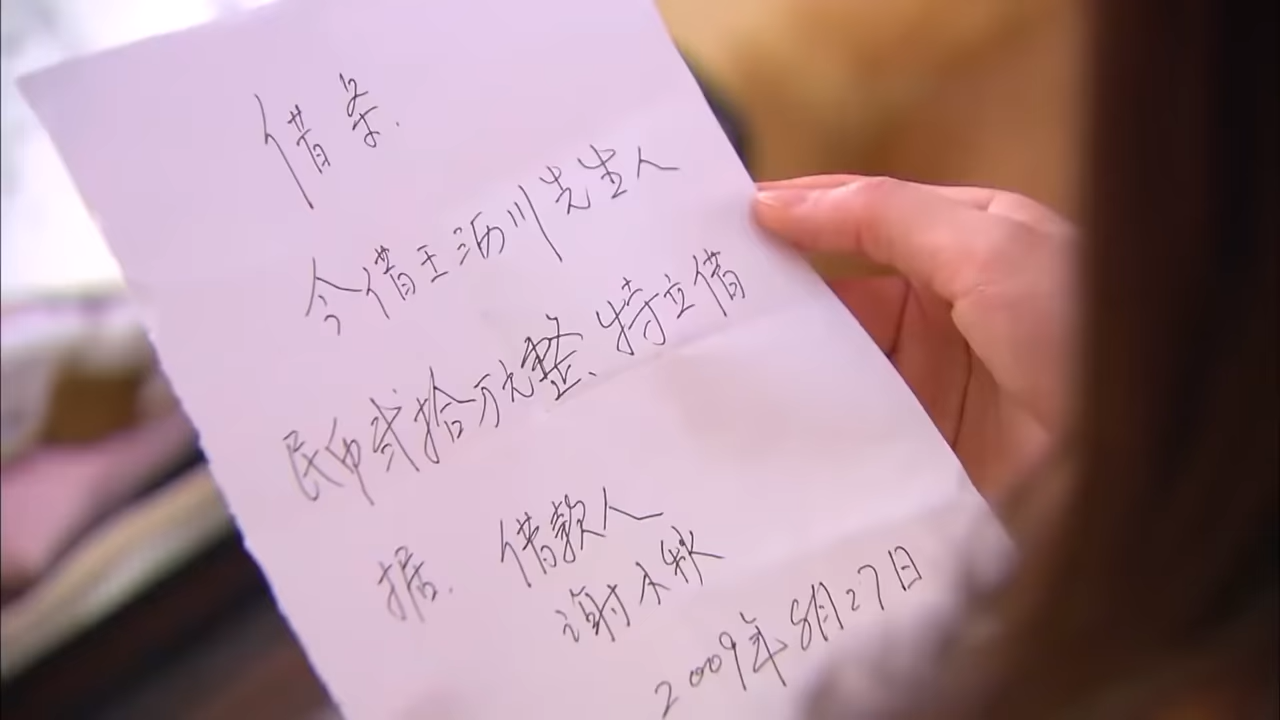 借条.
今借王沥川先生人
民币贰拾万元整、特立借
据. 借款人
谢小秋
2009年8月27日